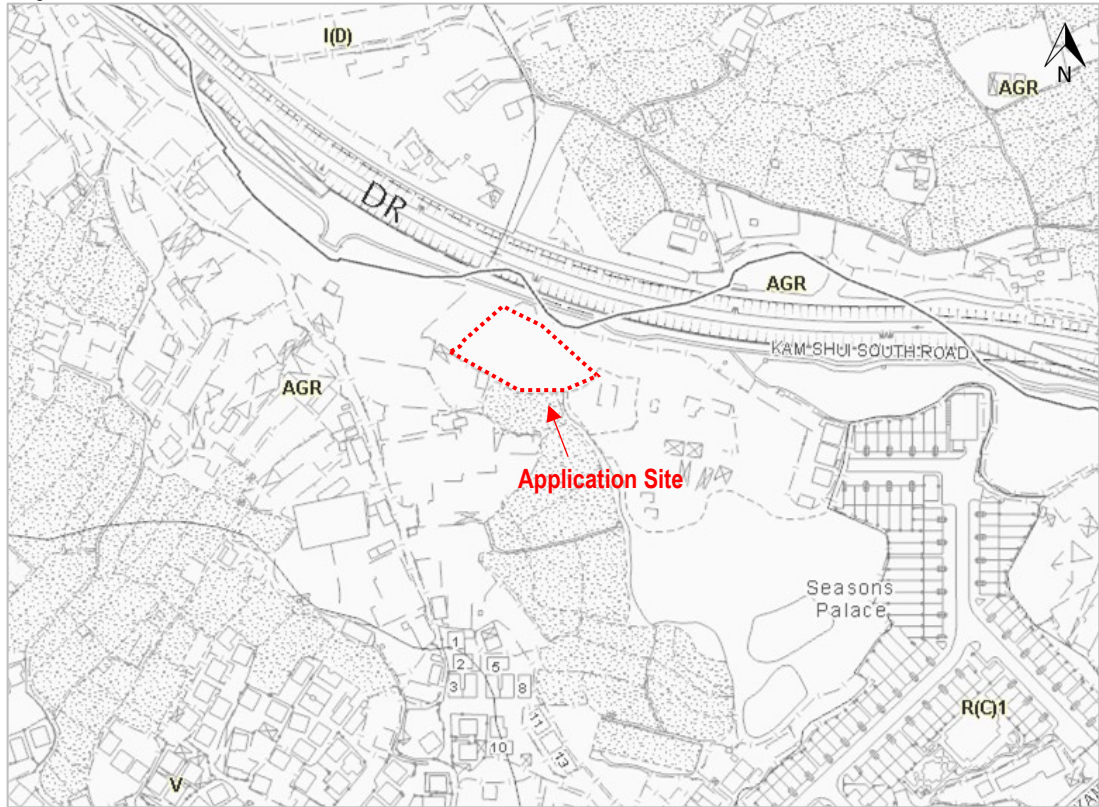 I(D)
N
AGR
DR
AGR
KAM SHUI SOUTH ROAD
AGR
Application Site
Seasons
Palace
1
2
5
3
8
11
10
13
R(C)1
V